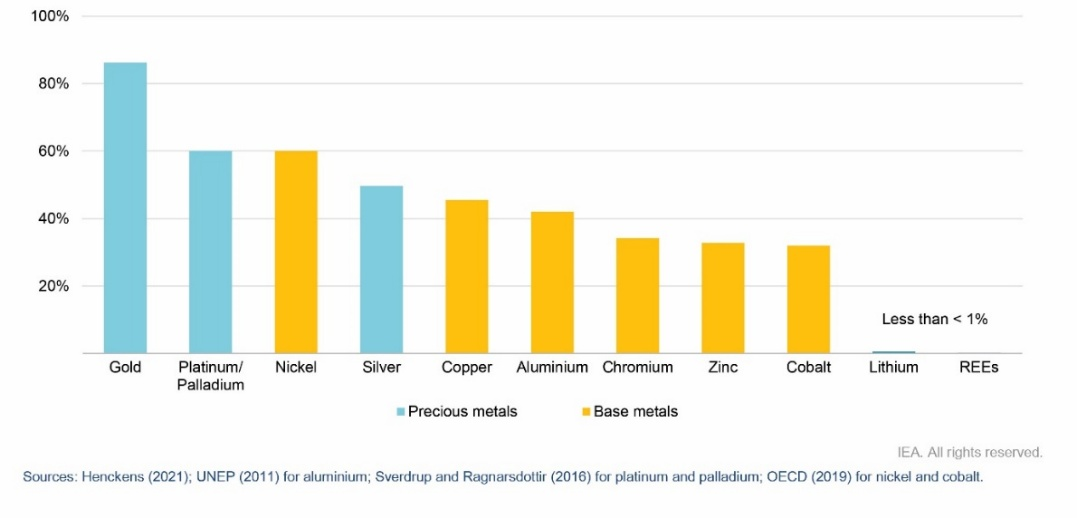 100%
80%
60%
40%
20%
Less than < 1%
Gold Platinum/ Nickel Silver Copper Aluminium Chromium Zinc Cobalt Lithium REEs
Palladium
Precious metals Base metals
IEA. All rights reserved.
Sources: Henckens (2021); UNEP (2011) for aluminium; Sverdrup and Ragnarsdottir (2016) for platinum and palladium; OECD (2019) for nickel and cobalt.